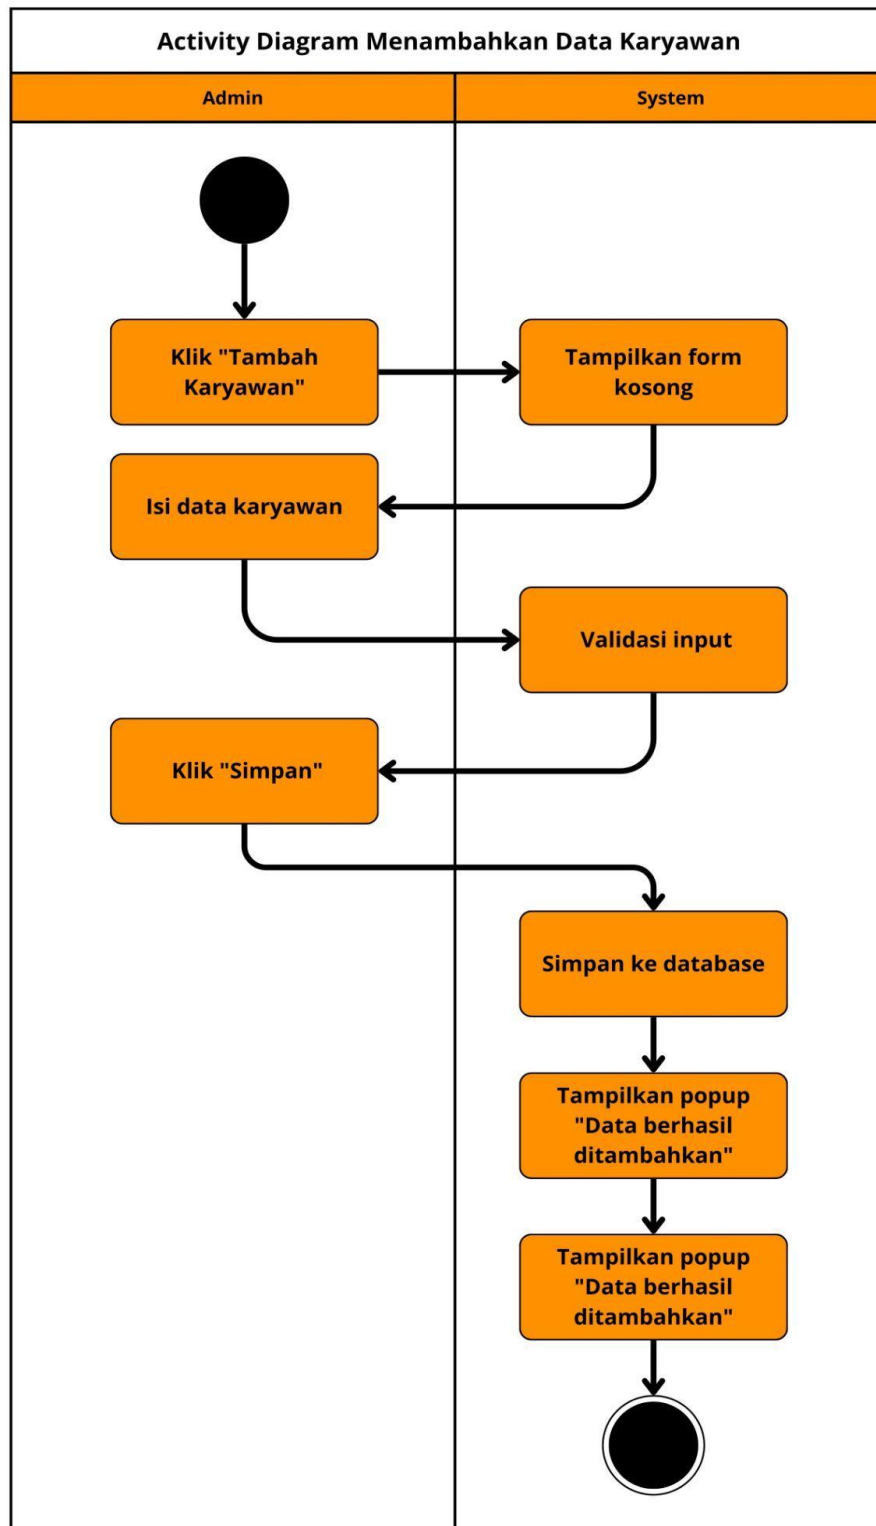 Activity Diagram Menambahkan Data Karyawan
Admin
System
Klik "Tambah
Karyawan"
Tampilkan form
kosong
Isi data karyawan
Validasi input
Klik "Simpan"
Simpan ke database
Tampilkan popup
"Data berhasil
ditambahkan"
Tampilkan popup
"Data berhasil
ditambahkan"